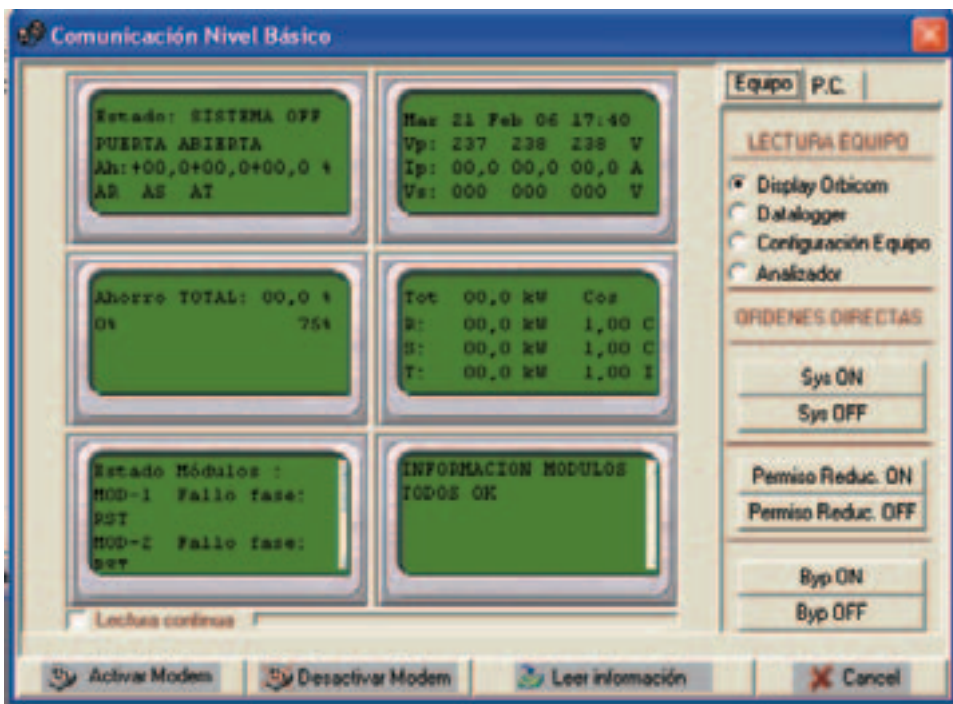 Comunicación Nivel Básico
Estado: SISTEMA OFF
PUERTA ABIERTA
Ah:+00,0+00,0+00,0 %
AR AS AT
Mar 21 Feb 06 17:40
Vp: 237 238 238 V
Ip: 00,0 00,0 00,0 A
Vs: 000 000 000 V
Ahorro TOTAL: 00,0 %
0% 75%
Tot 00,0 kW Cos
R: 00,0 kW 1,00 C
S: 00,0 kW 1,00 C
T: 00,0 kW 1,00 I
Estado Módulos :
MOD-1 Fallo fase:
RST
MOD-2 Fallo fase:
RST
INFORMACION MODULOS
TODOS OK
Lectura continua
Equipo P.C.
LECTURA EQUIPO
Display Orbicom
Datalogger
Configuración Equipo
Analizador
ORDENES DIRECTAS
Sys ON
Sys OFF
Permiso Reduc. ON
Permiso Reduc. OFF
Byp ON
Byp OFF
Activar Modem
Desactivar Modem
Leer información
Cancel